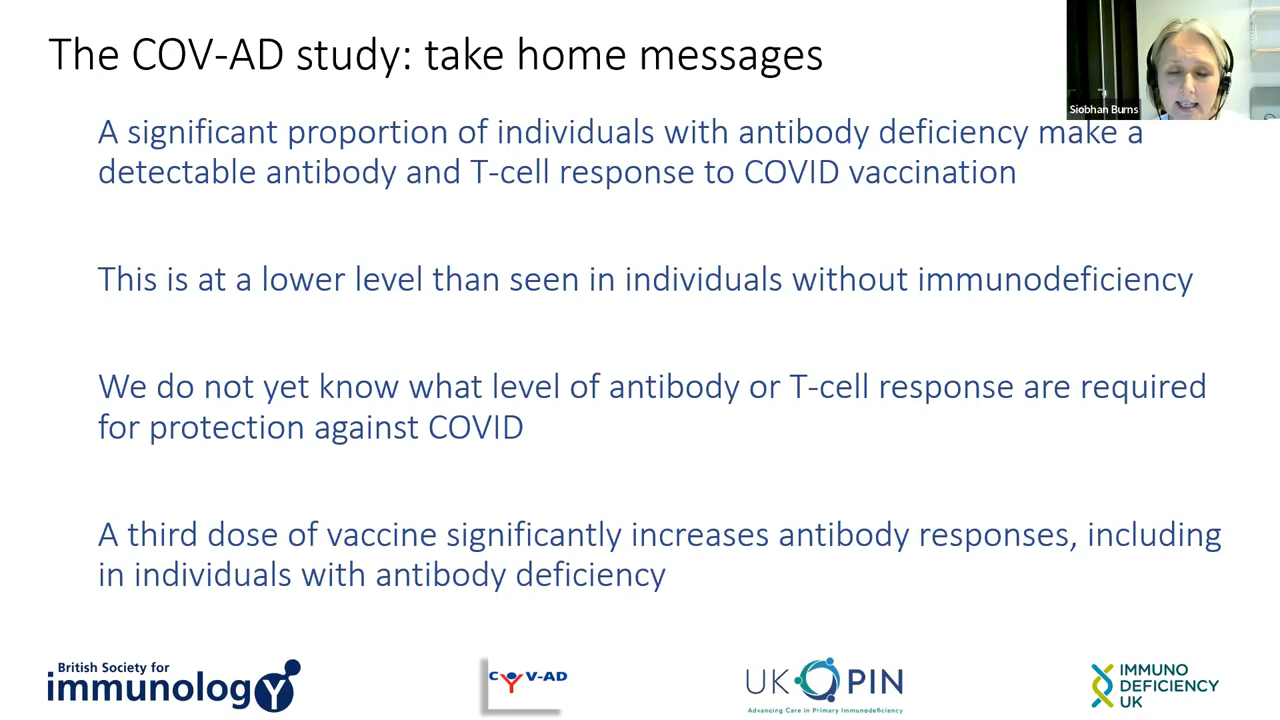 The COV-AD study: take home messages
Siobhan Burns
A significant proportion of individuals with antibody deficiency make a
detectable antibody and T-cell response to COVID vaccination
This is at a lower level than seen in individuals without immunodeficiency
We do not yet know what level of antibody or T-cell response are required
for protection against COVID
A third dose of vaccine significantly increases antibody responses, including
in individuals with antibody deficiency
British Society for
immunology
COV-AD
UK PIN
Advancing Care in Primary Immunodeficiency
IMMUNO
DEFICIENCY
UK